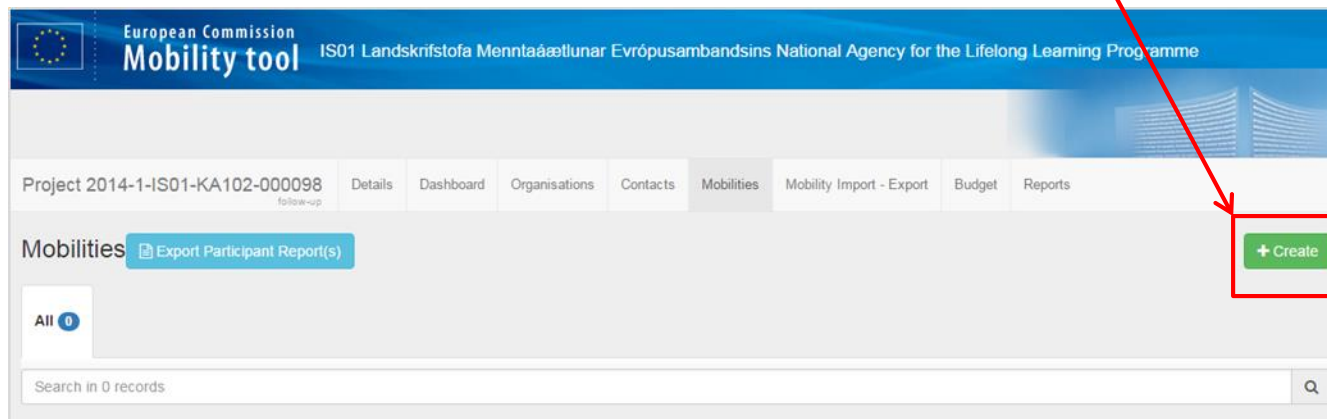 European Commission
Mobility tool IS01 Landskrifstofa Menntaáætlunar Evrópusambandsins National Agency for the Lifelong Learning Programme
Project 2014-1-IS01-KA102-000098 Details Dashboard Organisations Contacts Mobilities Mobility Import - Export Budget Reports
follow-up
Mobilities Export Participant Report(s) + Create
All 0
Search in 0 records